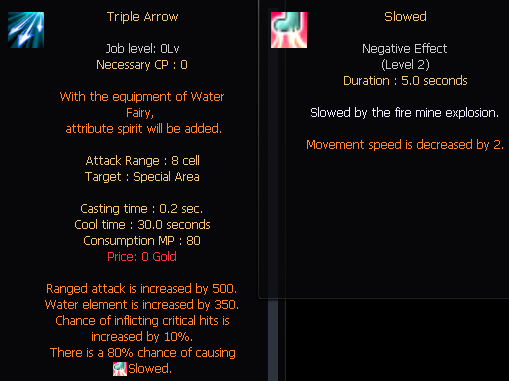 Triple Arrow
Job level: 0Lv
Necessary CP : 0
With the equipment of Water
Fairy,
attribute spirit will be added.
Attack Range : 8 cell
Target : Special Area
Casting time : 0.2 sec.
Cool time : 30.0 seconds
Consumption MP : 80
Price: 0 Gold
Ranged attack is increased by 500.
Water element is increased by 350.
Chance of inflicting critical hits is
increased by 10%.
There is a 80% chance of causing
Slowed.
Slowed
Negative Effect
(Level 2)
Duration : 5.0 seconds
Slowed by the fire mine explosion.
Movement speed is decreased by 2.